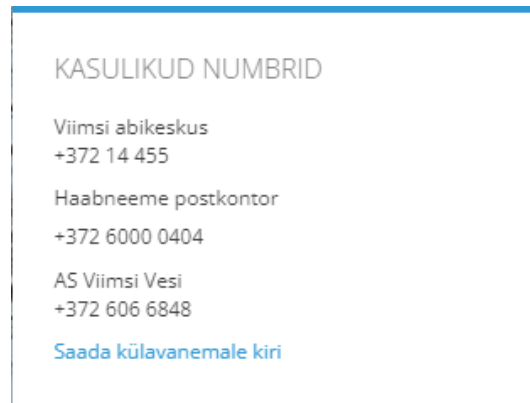 KASULIKUD NUMBRID
Viimsi abikeskus
+372 14 455
Haabneeme postkontor
+372 6000 0404
AS Viimsi Vesi
+372 606 6848
Saada külavanemale kiri